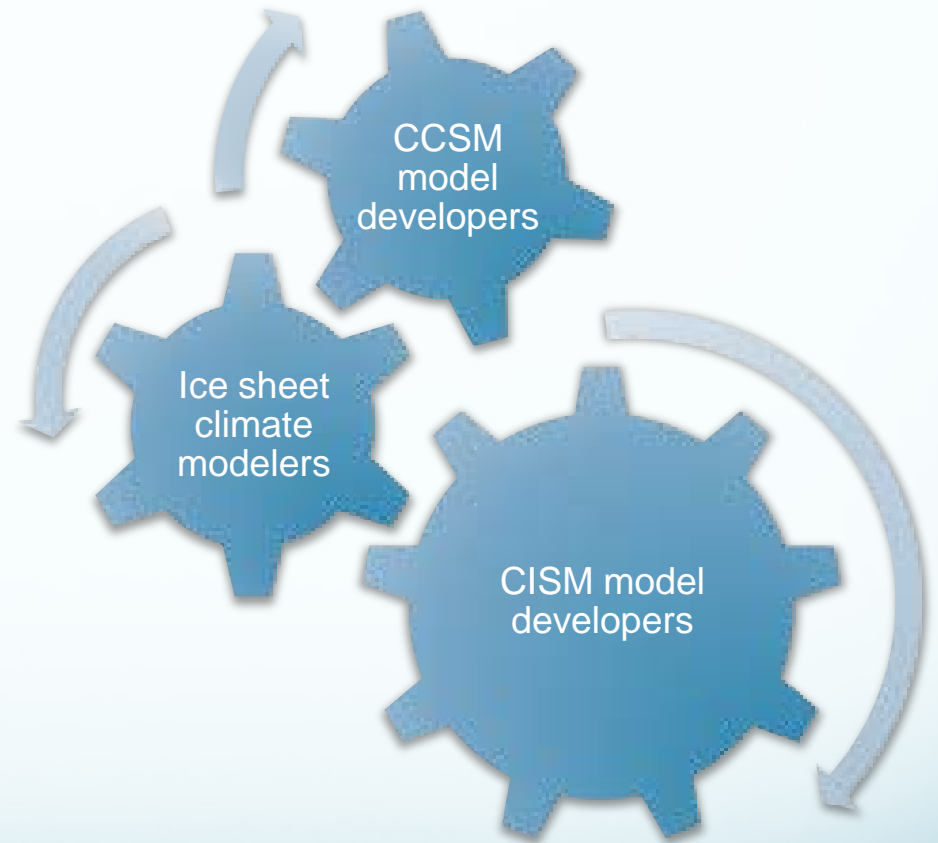 CCSM
model
developers
Ice sheet
climate
modelers
CISM model
developers